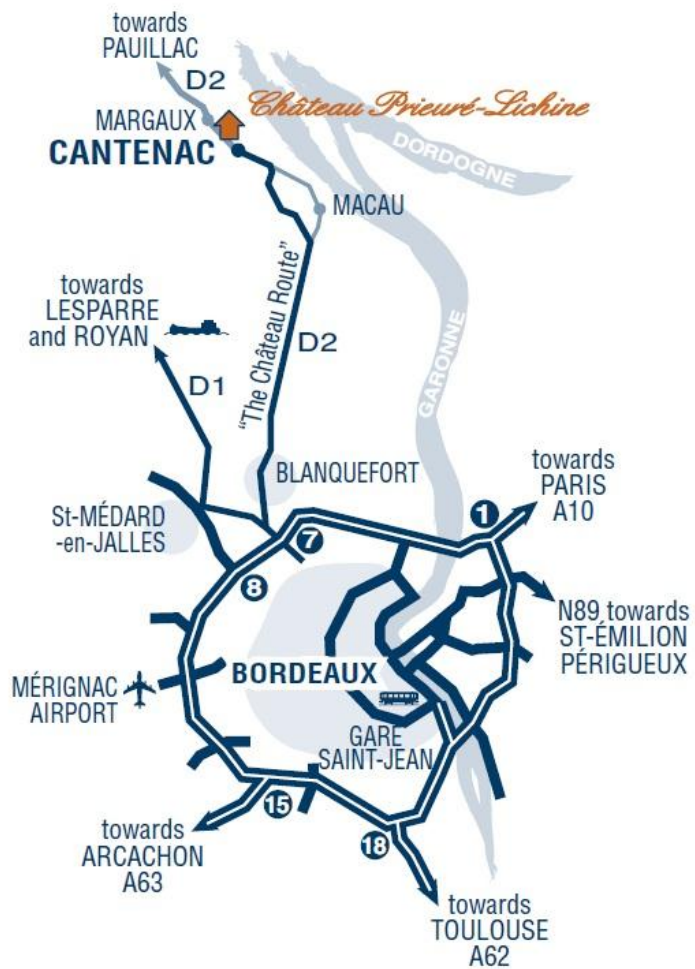 towards
PAUILLAC
D2
Château Prieuré-Lichine
MARGAUX
CANTENAC
DORDOGNE
MACAU
towards
LESPARRE
and ROYAN
"The Château Route"
D2
D1
GARONNE
BLANQUEFORT
towards
PARIS
A10
1
St-MÉDARD
-en-JALLES
7
8
N89 towards
ST-ÉMILION
PÉRIGUEUX
BORDEAUX
MÉRIGNAC
AIRPORT
GARE
SAINT-JEAN
15
18
towards
ARCACHON
A63
towards
TOULOUSE
A62